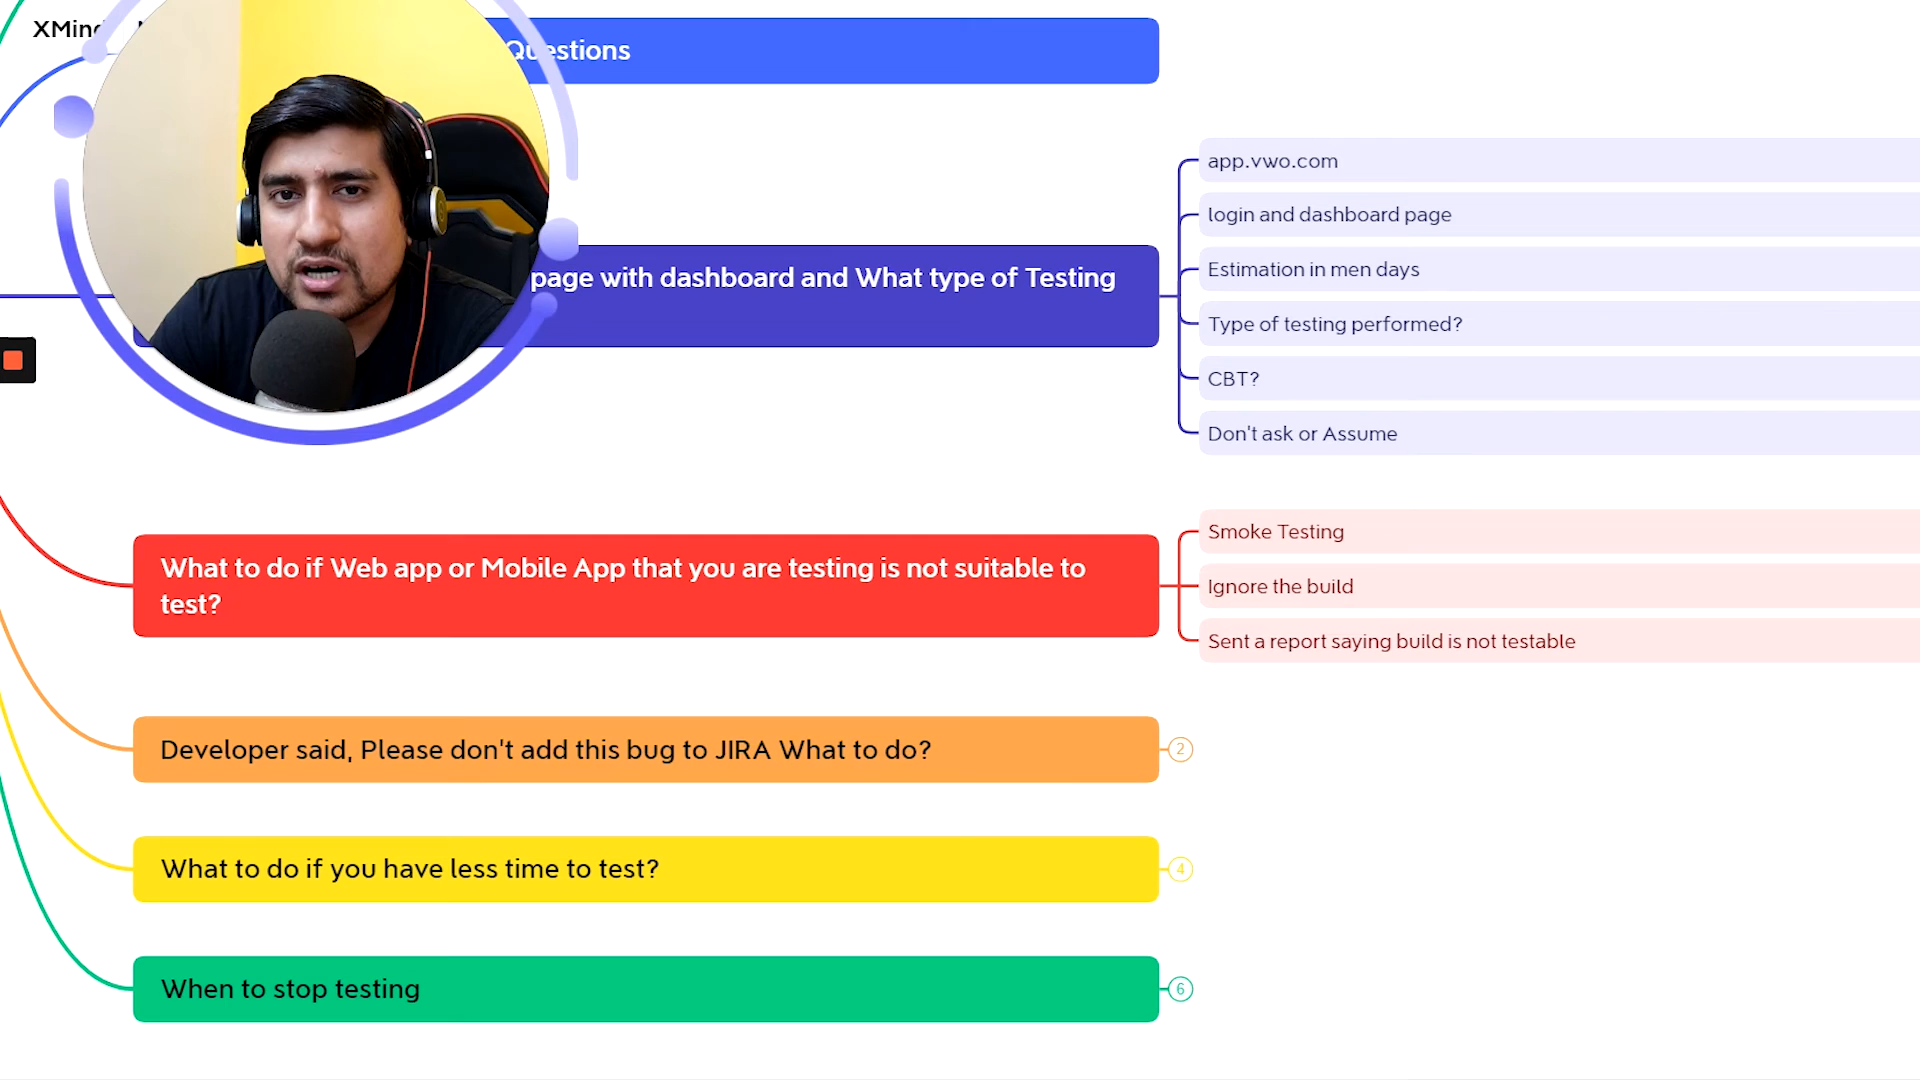 Questions
app.vwo.com
login and dashboard page
page with dashboard and What type of Testing
Estimation in men days
Type of testing performed?
CBT?
Don't ask or Assume
What to do if Web app or Mobile App that you are testing is not suitable to
test?
Smoke Testing
Ignore the build
Sent a report saying build is not testable
Developer said, Please don't add this bug to JIRA What to do?
2
What to do if you have less time to test?
4
When to stop testing
6